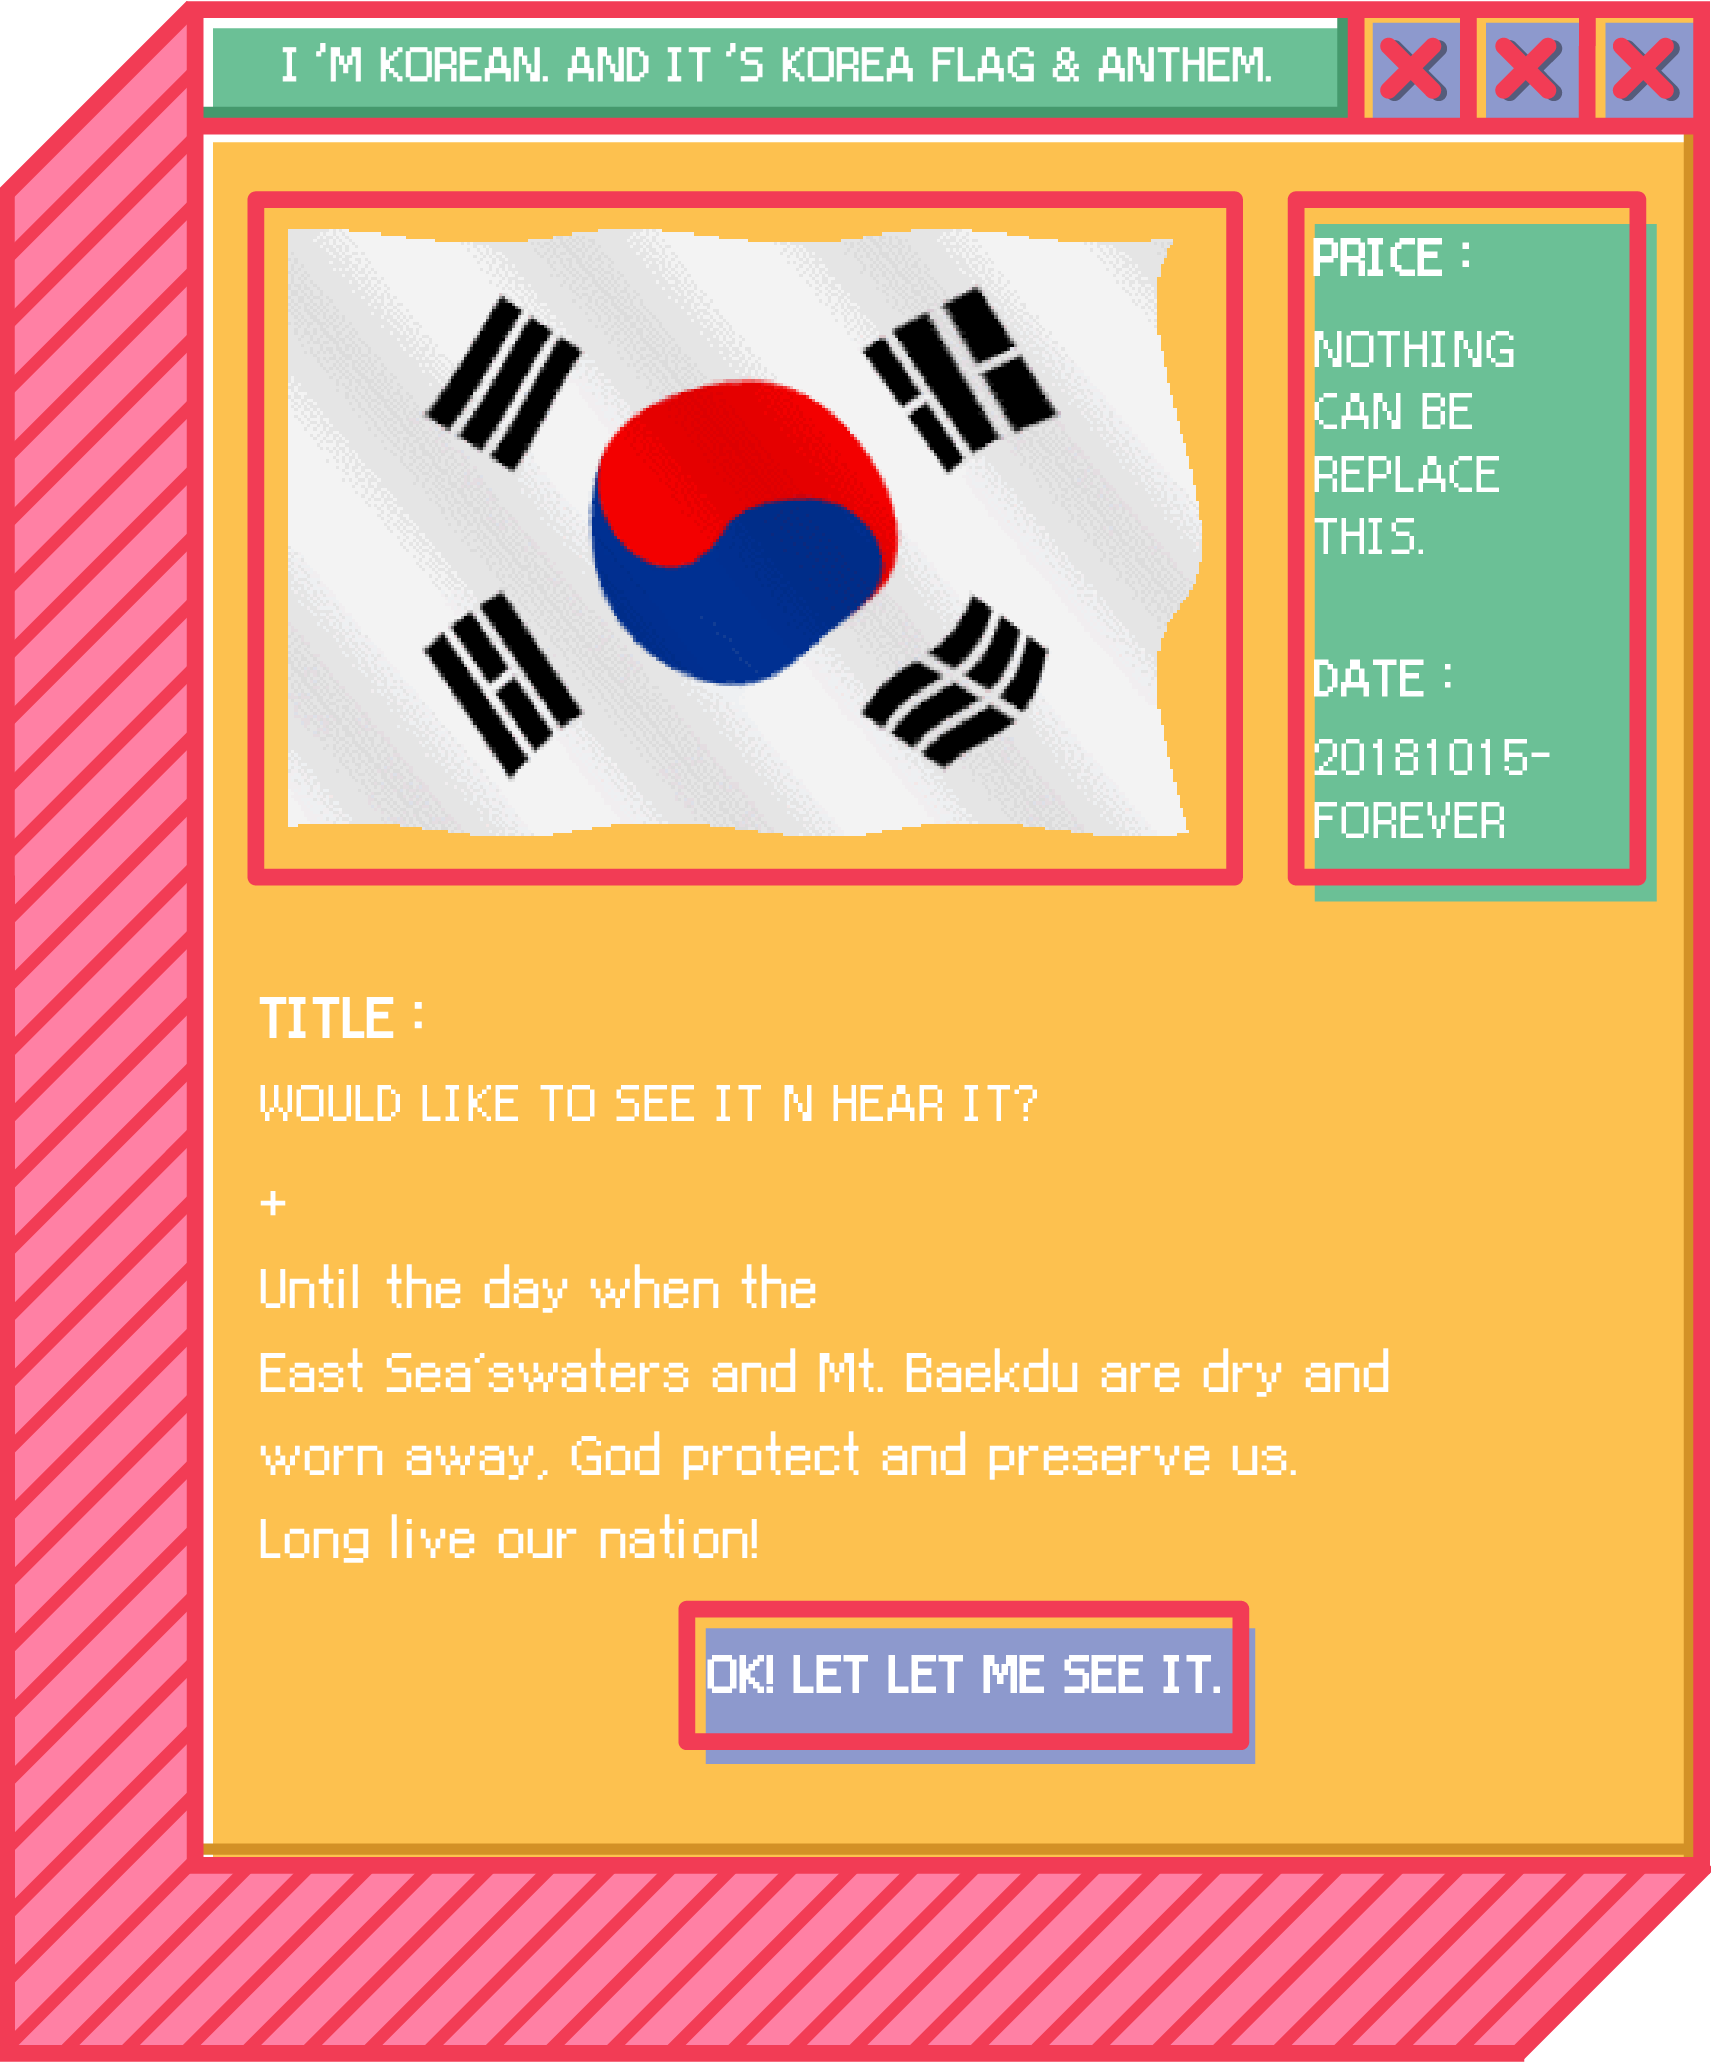 I 'M KOREAN. AND IT 'S KOREA FLAG & ANTHEM.
PRICE :
NOTHING
CAN BE
REPLACE
THIS.
DATE :
20181015-
FOREVER
TITLE :
WOULD LIKE TO SEE IT N HEAR IT?
+
Until the day when the
East Sea'swaters and Mt. Baekdu are dry and
worn away, God protect and preserve us.
Long live our nation!
OK! LET LET ME SEE IT.